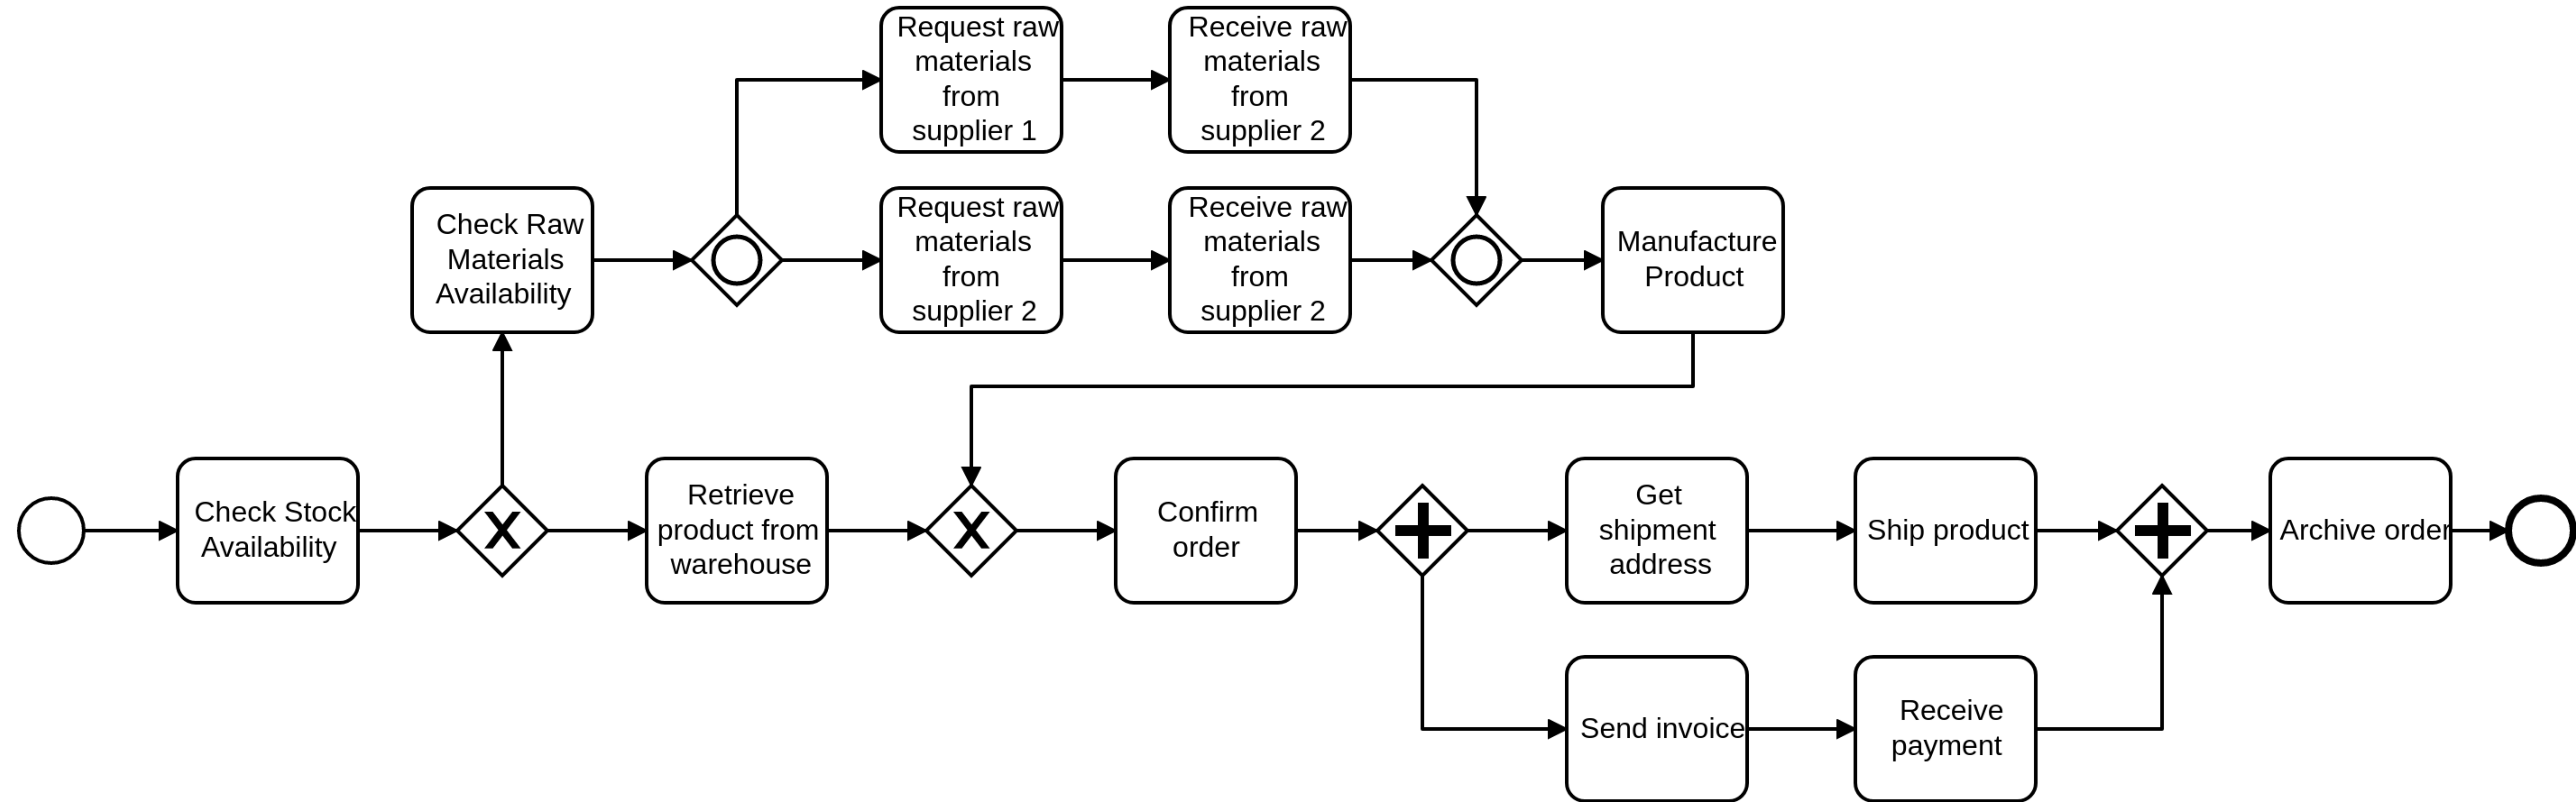 Request raw
materials
from
supplier 1
Receive raw
materials
from
supplier 2
Check Raw
Materials
Availability
Request raw
materials
from
supplier 2
Receive raw
materials
from
supplier 2
Manufacture
Product
Check Stock
Availability
X
Retrieve
product from
warehouse
X
Confirm
order
Get
shipment
address
Ship product
Archive order
Send invoice
Receive
payment